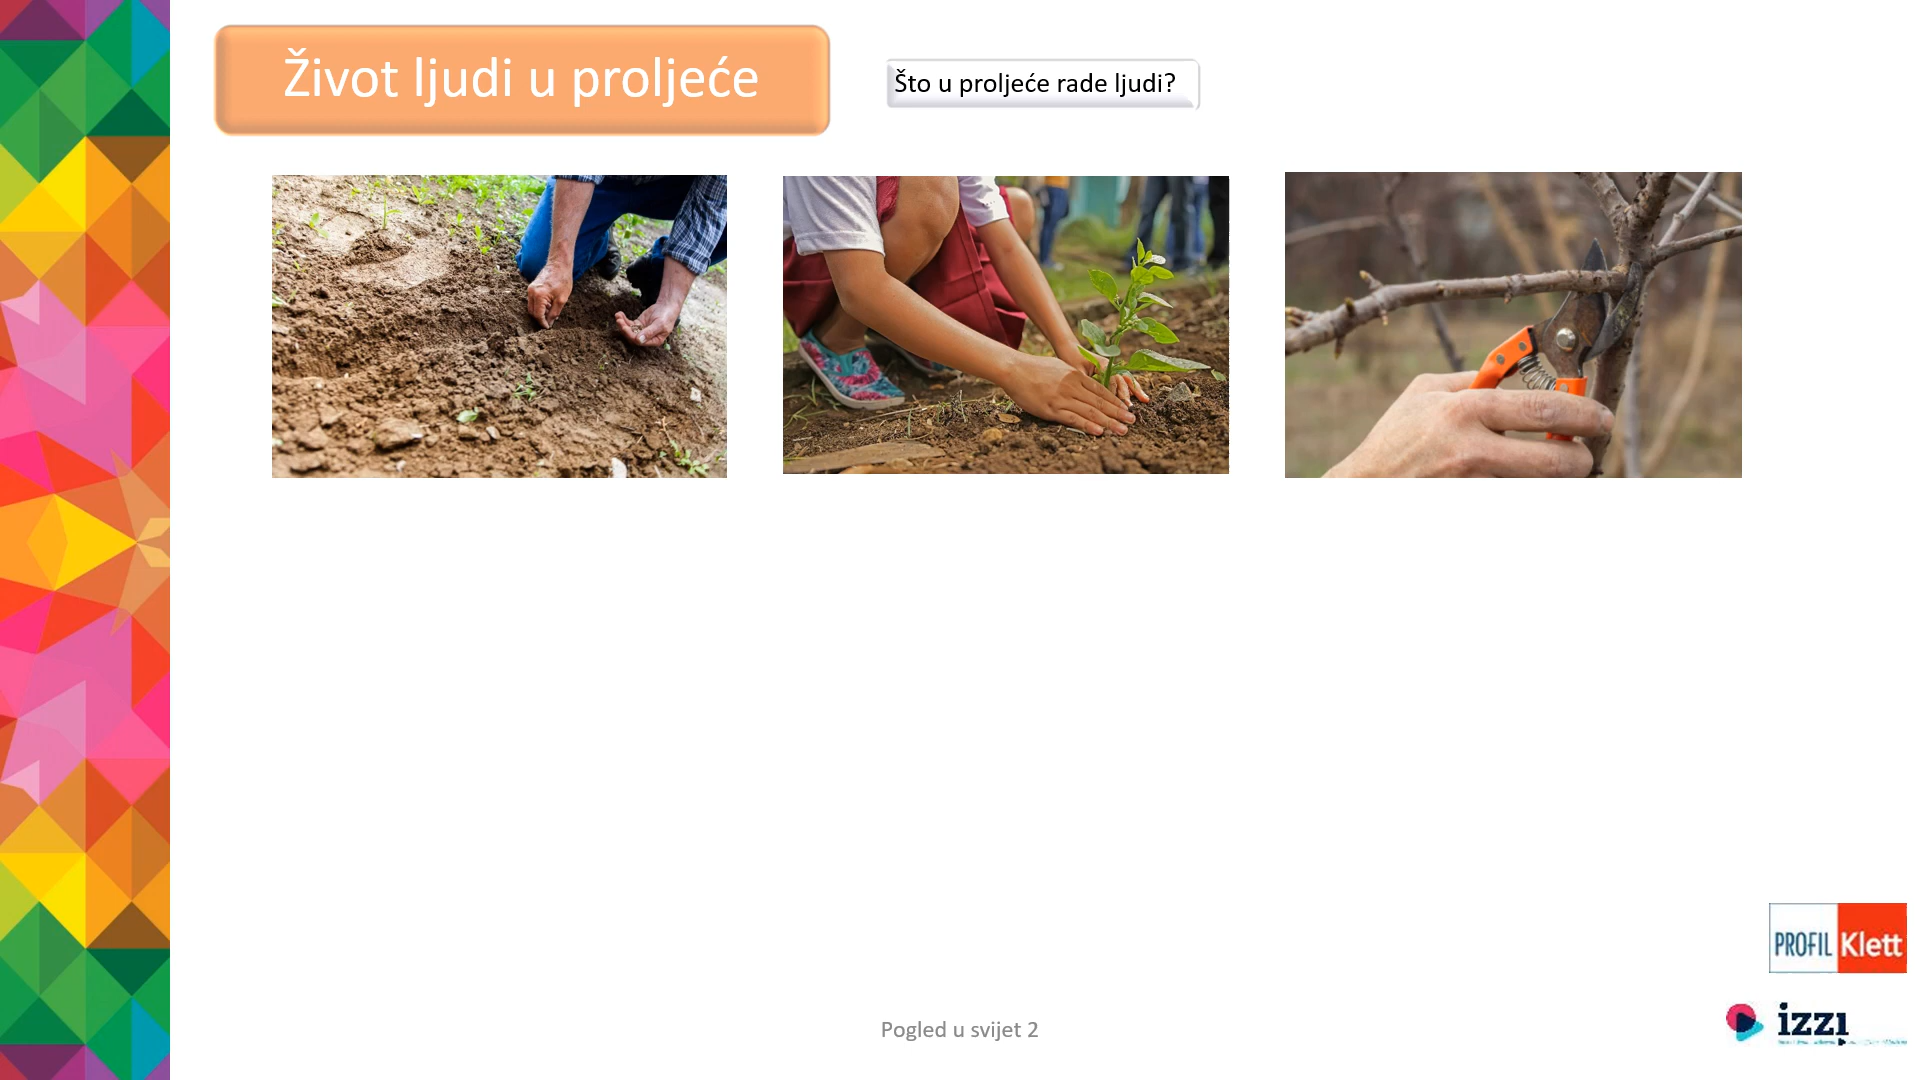 Život ljudi u proljeće
Što u proljeće rade ljudi?
PROFIL Klett
izzi
Pogled u svijet 2